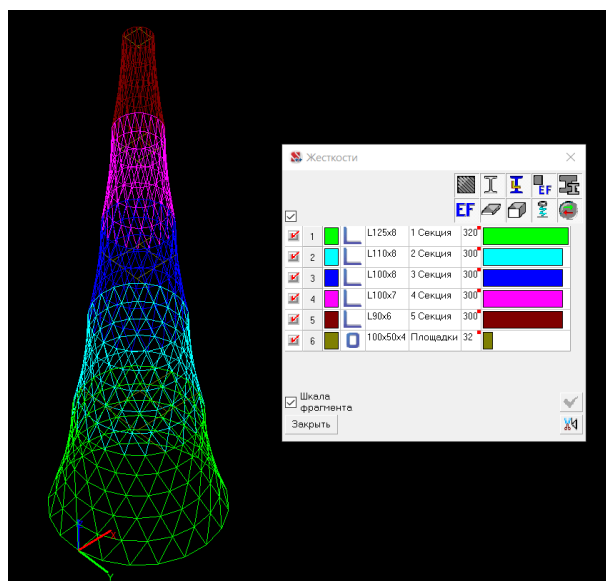 Жесткости
EF
EF
1 L125x8 1 Секция 320
2 L110x8 2 Секция 300
3 L100x8 3 Секция 300
4 L100x7 4 Секция 300
5 L90x6 5 Секция 300
6 100x50x4 Площадки 32
Шкала
фрагмента
Закрыть
Y